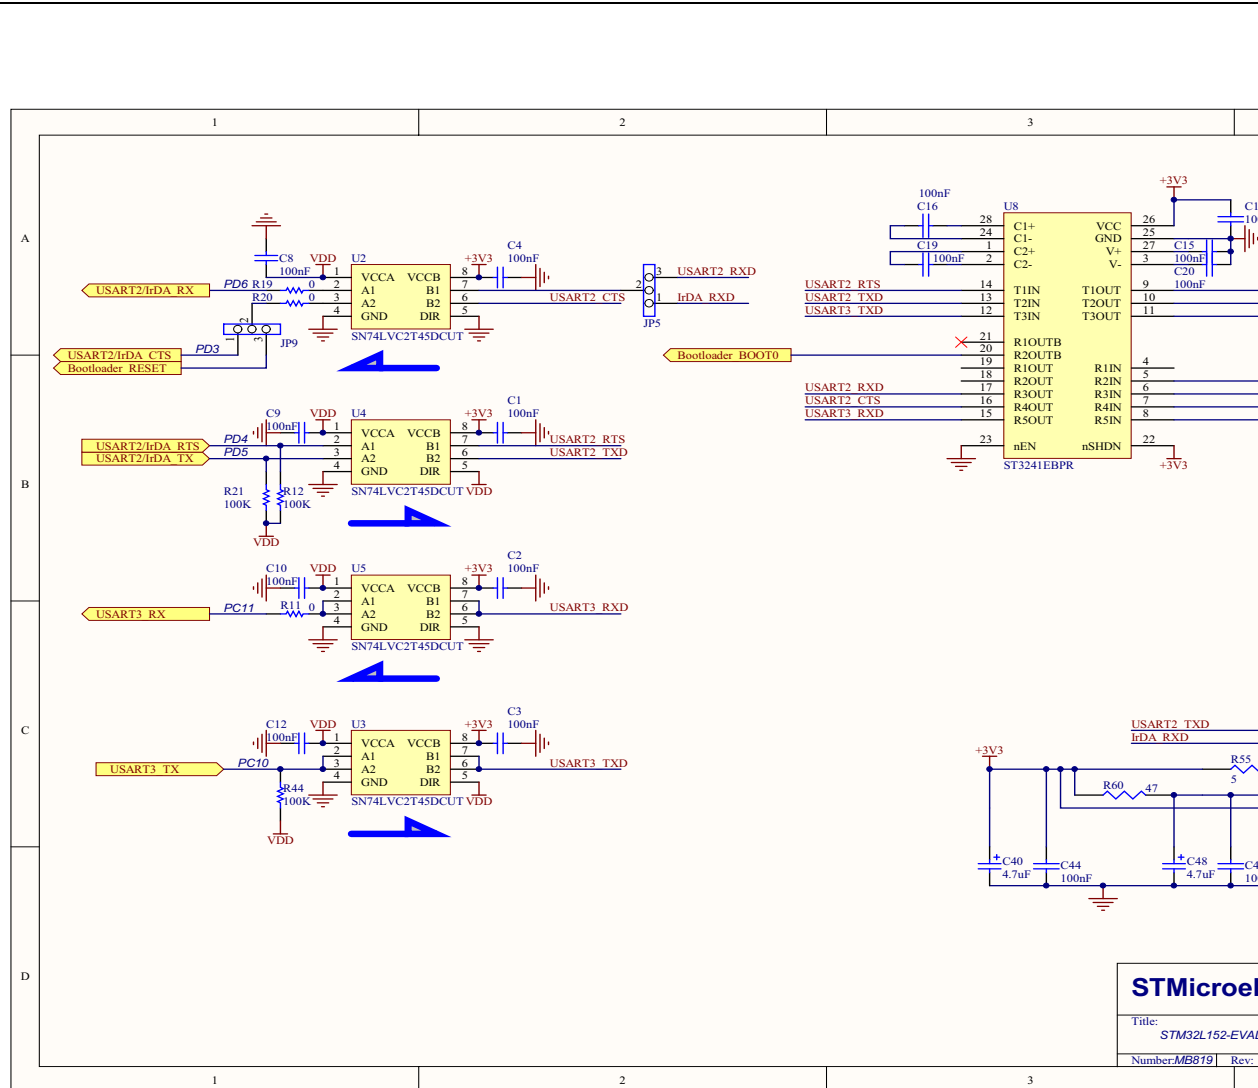 1
2
3
A
B
C
D
USART2/IrDA_RX
PD6 R19 0
R20 0
C8
100nF
VDD
U2
1 VCCA VCCB 8
2 A1 B1 7
3 A2 B2 6
4 GND DIR 5
SN74LVC2T45DCUT
+3V3
C4
100nF
USART2_CTS
2
3
1
JP5
USART2_RXD
IrDA_RXD
2
1
3
JP9
USART2/IrDA_CTS PD3
Bootloader_RESET
C9
100nF
VDD
U4
1 VCCA VCCB 8
2 A1 B1 7
3 A2 B2 6
4 GND DIR 5
SN74LVC2T45DCUT VDD
+3V3
C1
100nF
USART2_RTS
USART2_TXD
USART2/IrDA_RTS PD4
USART2/IrDA_TX PD5
R21
100K
R12
100K
VDD
C10
100nF
VDD
U5
1 VCCA VCCB 8
2 A1 B1 7
3 A2 B2 6
4 GND DIR 5
SN74LVC2T45DCUT
+3V3
C2
100nF
USART3_RXD
USART3_RX PC11 R11 0
C12
100nF
VDD
U3
1 VCCA VCCB 8
2 A1 B1 7
3 A2 B2 6
4 GND DIR 5
SN74LVC2T45DCUT VDD
+3V3
C3
100nF
USART3_TXD
USART3_TX PC10
R44
100K
VDD
100nF
C16
C19
100nF
U8
28 C1+ VCC 26
24 C1- GND 25
1 C2+ V+ 27
2 C2- V- 3
14 T1IN T1OUT 9
13 T2IN T2OUT 10
12 T3IN T3OUT 11
21 R1OUTB
20 R2OUTB
19 R1OUT R1IN 4
18 R2OUT R2IN 5
17 R3OUT R3IN 6
16 R4OUT R4IN 7
15 R5OUT R5IN 8
23 nEN nSHDN 22
ST3241EBPR
+3V3
+3V3
C15
100nF
C20
100nF
USART2_RTS
USART2_TXD
USART3_TXD
Bootloader_BOOT0
USART2_RXD
USART2_CTS
USART3_RXD
USART2_TXD
IrDA_RXD
+3V3
R55
5
R60 47
+ C40
4.7uF
C44
100nF
+ C48
4.7uF
STMicroel
Title:
STM32L152-EVAL
Number:MB819 Rev:
1
2
3